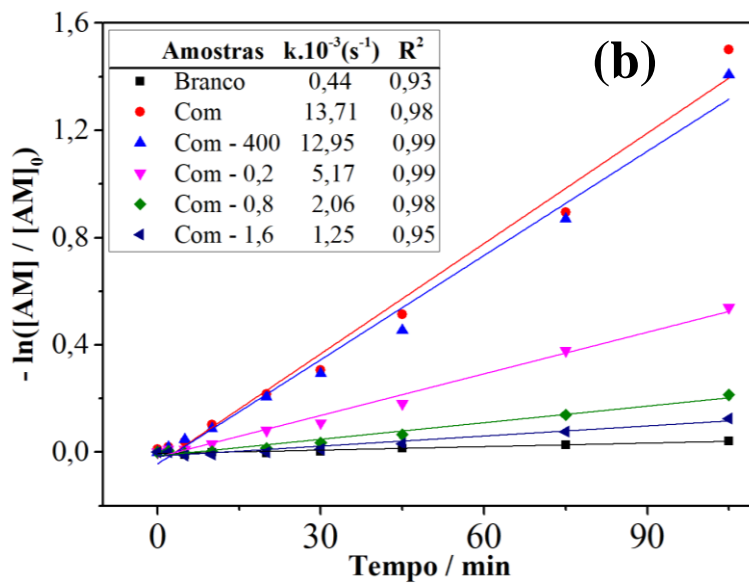 (b)
Amostras k.10⁻³(s⁻¹) R²
Branco 0,44 0,93
Com 13,71 0,98
Com - 400 12,95 0,99
Com - 0,2 5,17 0,99
Com - 0,8 2,06 0,98
Com - 1,6 1,25 0,95
- ln([AM] / [AM]₀)
1,6
1,2
0,8
0,4
0,0
0 30 60 90
Tempo / min